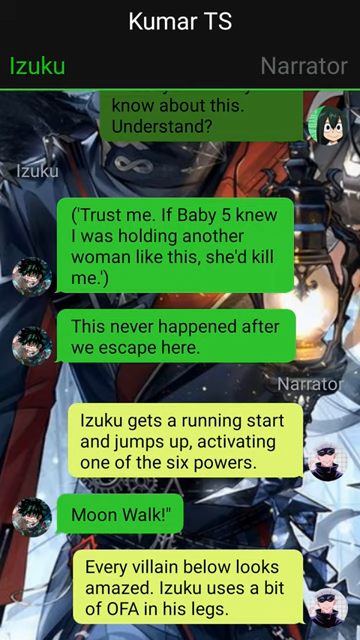 Kumar TS
Izuku
Narrator
know about this.
Understand?
Izuku
('Trust me. If Baby 5 knew
I was holding another
woman like this, she'd kill
me.')
This never happened after
we escape here.
Narrator
Izuku gets a running start
and jumps up, activating
one of the six powers.
Moon Walk!"
Every villain below looks
amazed. Izuku uses a bit
of OFA in his legs.